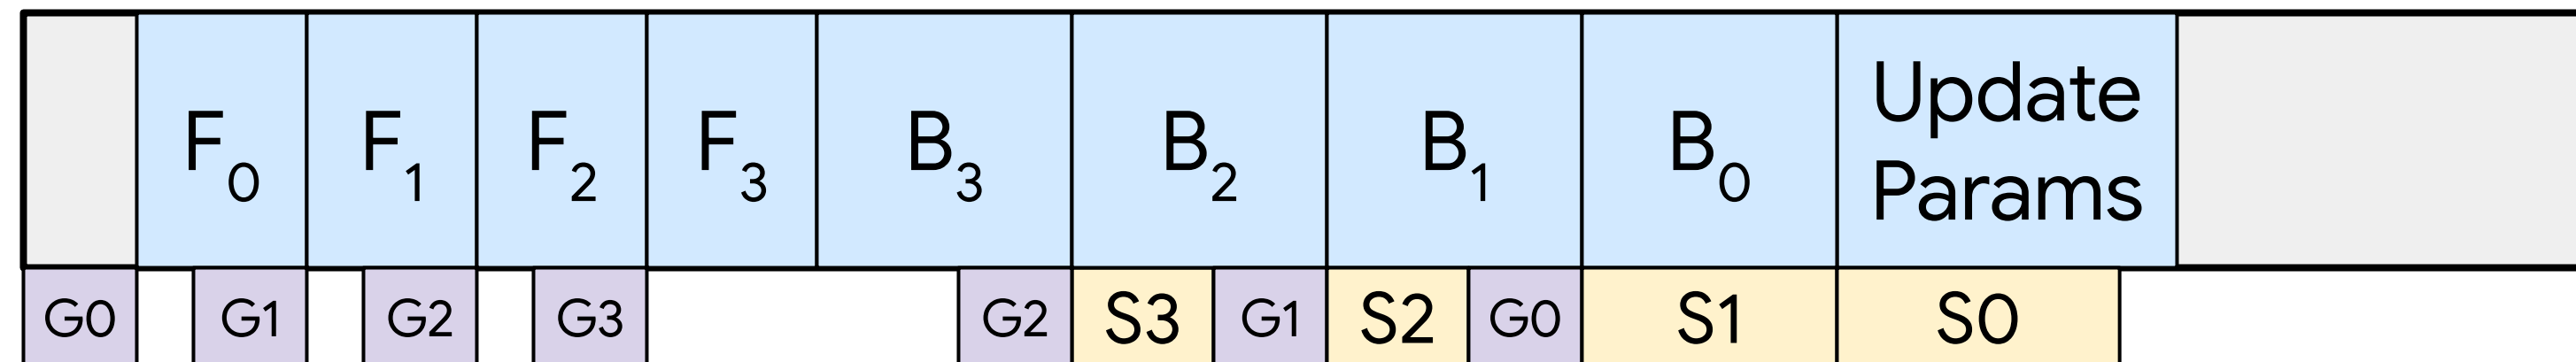 F0 F1 F2 F3 B3 B2 B1 B0 Update
Params
G0 G1 G2 G3 G2 S3 G1 S2 G0 S1 S0